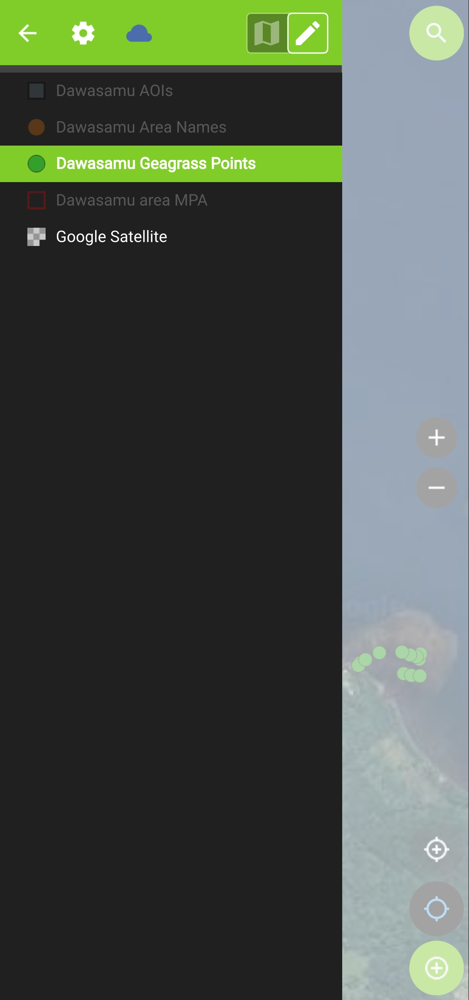 Dawasamu AOIs
Dawasamu Area Names
Dawasamu Geagrass Points
Dawasamu area MPA
Google Satellite